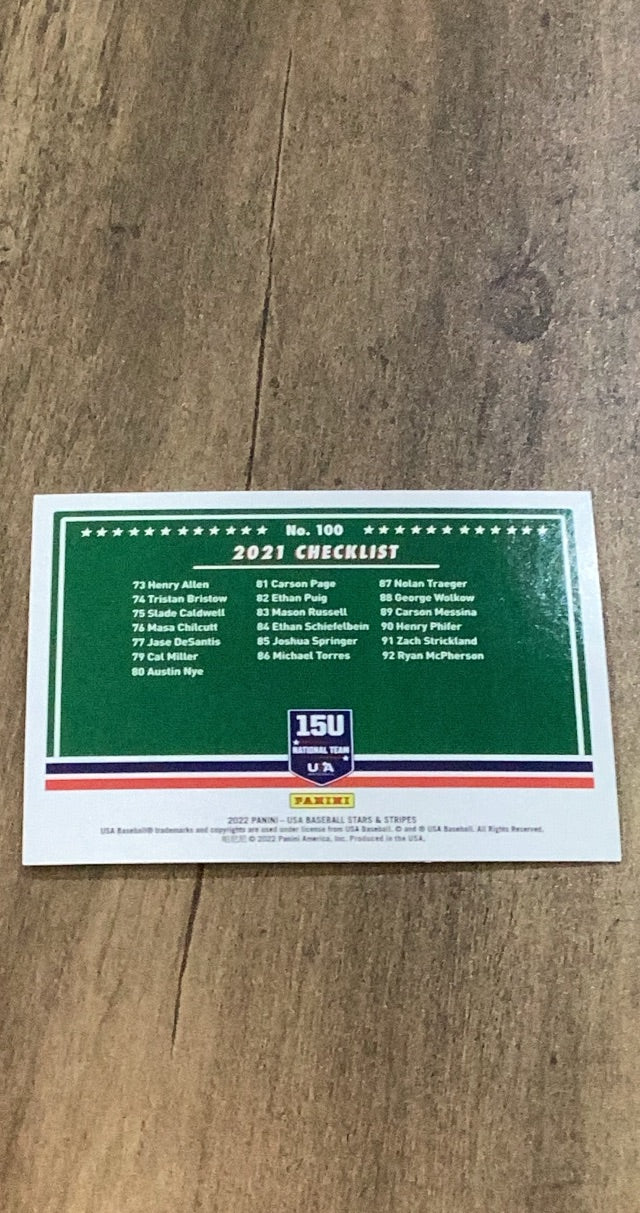 No. 100
2021 CHECKLIST
73 Henry Allen
74 Tristan Bristow
75 Slade Caldwell
76 Masa Chilcutt
77 Jase DeSantis
79 Cal Miller
80 Austin Nye
81 Carson Page
82 Ethan Puig
83 Mason Russell
84 Ethan Schiefelbein
85 Joshua Springer
86 Michael Torres
87 Nolan Traeger
88 George Wolkow
89 Carson Messina
90 Henry Phifer
91 Zach Strickland
92 Ryan McPherson
15U
NATIONAL TEAM
USA
PANINI
2022 PANINI – USA BASEBALL STARS & STRIPES
USA Baseball® trademarks and copyrights are used under license from USA Baseball. © and ® USA Baseball. All Rights Reserved.
帕尼尼 © 2022 Panini America, Inc. Produced in the USA.